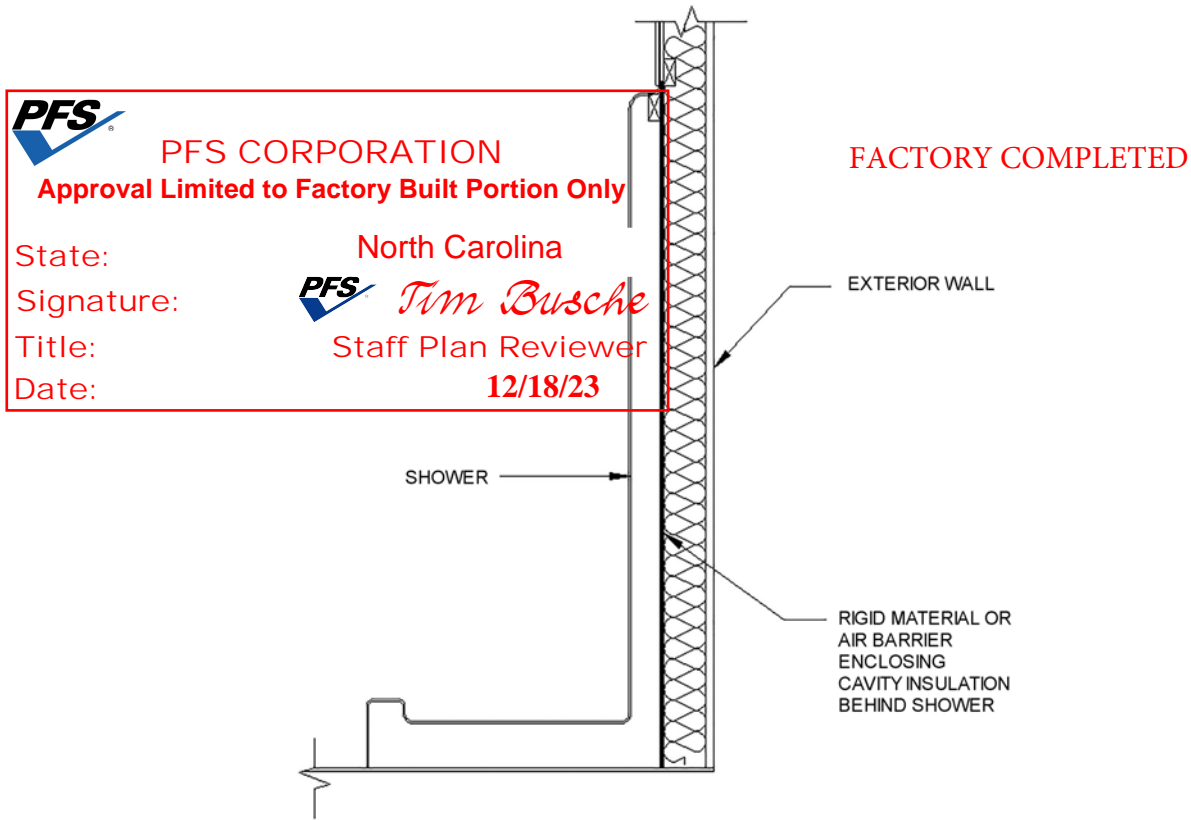 PFS
®
PFS CORPORATION
Approval Limited to Factory Built Portion Only
State: North Carolina
Signature: PFS Tim Busche
Title: Staff Plan Reviewer
Date: 12/18/23
FACTORY COMPLETED
EXTERIOR WALL
SHOWER
RIGID MATERIAL OR
AIR BARRIER
ENCLOSING
CAVITY INSULATION
BEHIND SHOWER